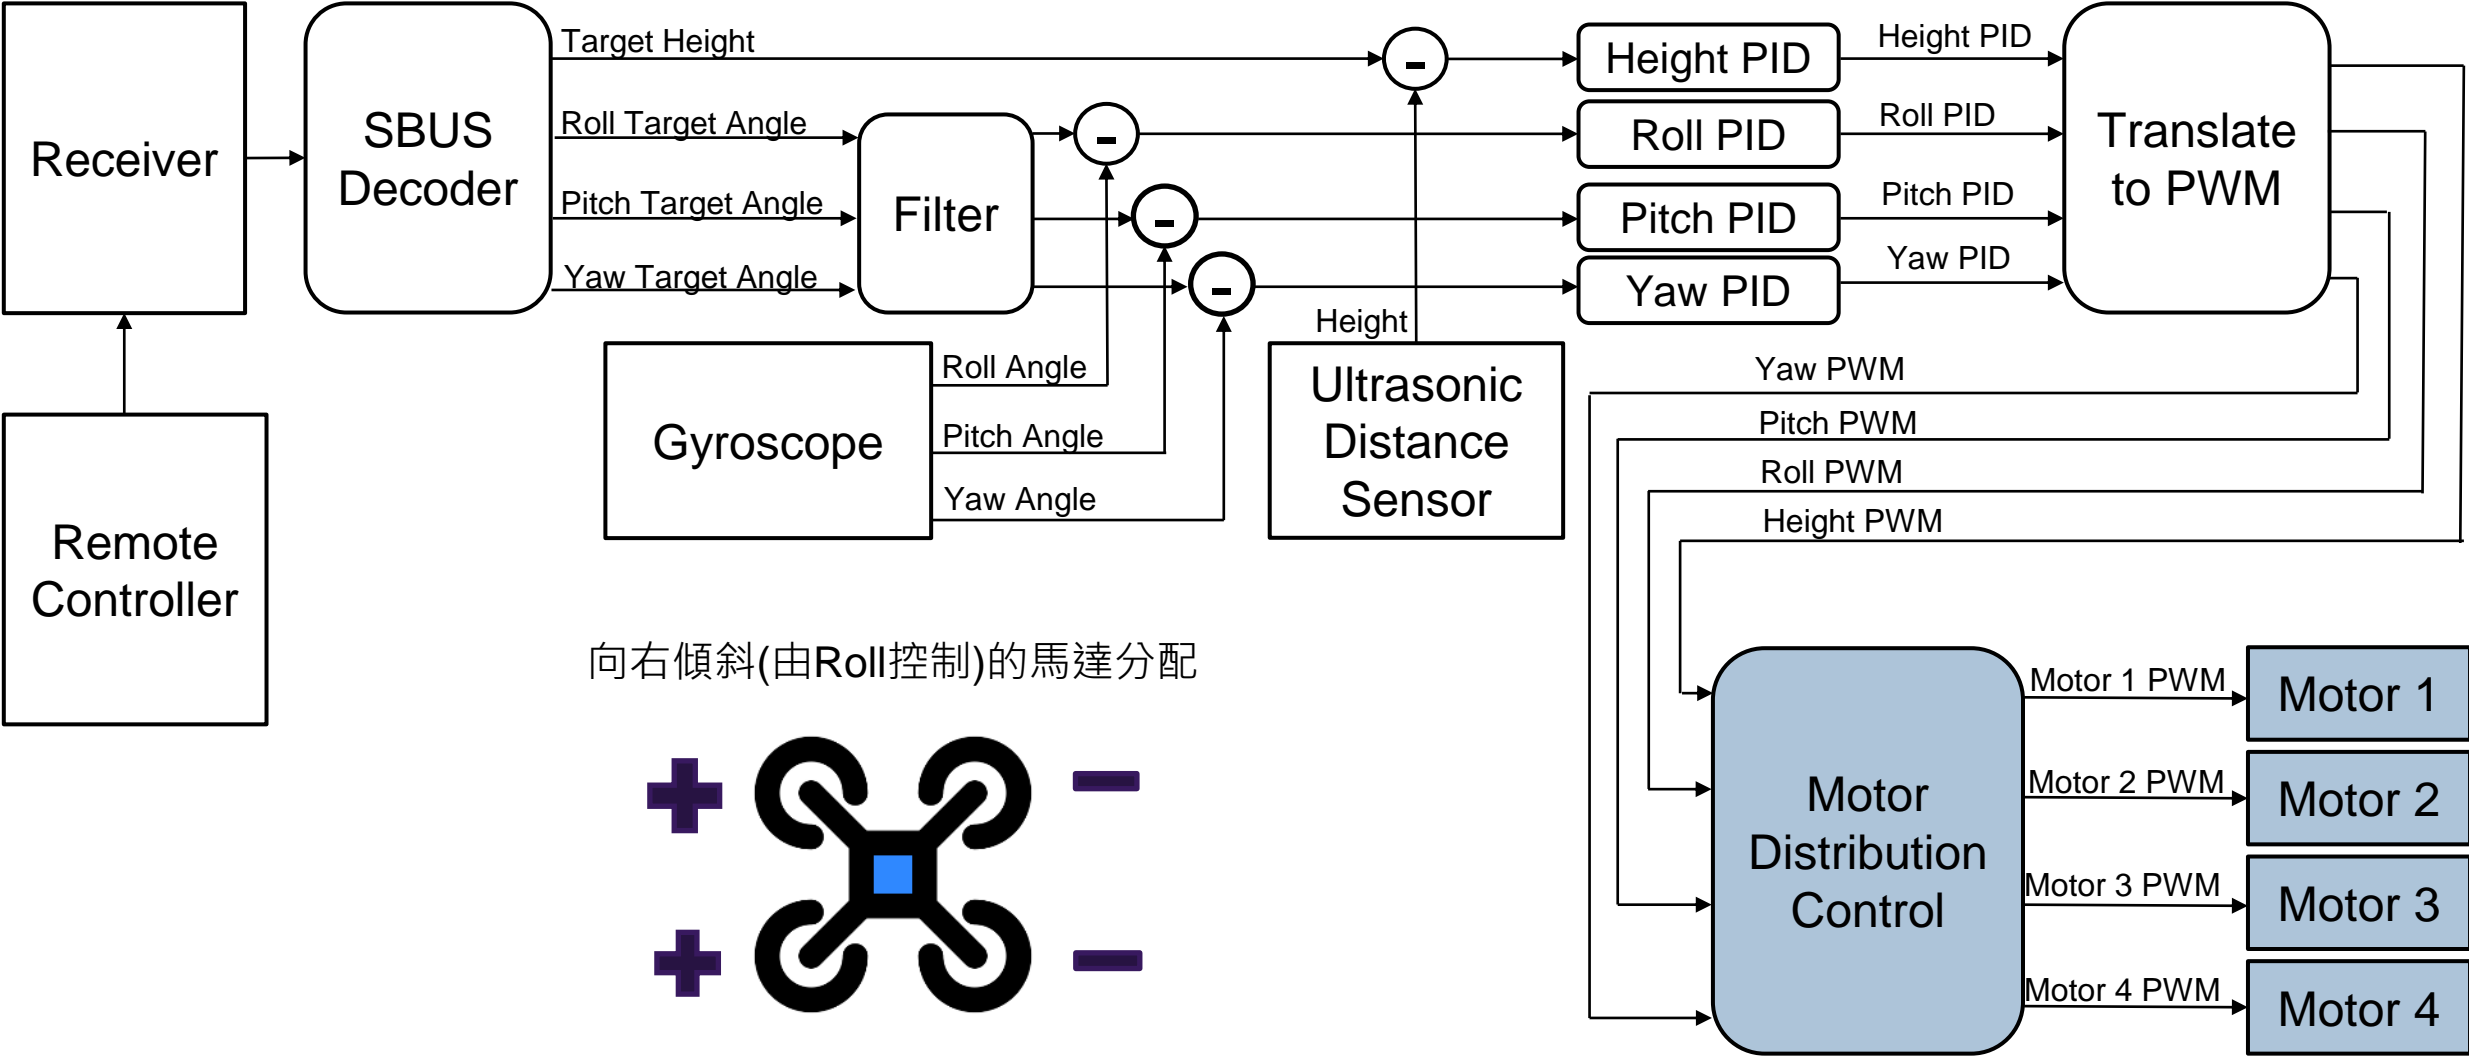 Receiver
SBUS
Decoder
Target Height
Roll Target Angle
Pitch Target Angle
Yaw Target Angle
Filter
-
-
-
-
Height PID
Roll PID
Pitch PID
Yaw PID
Height PID
Roll PID
Pitch PID
Yaw PID
Translate
to PWM
Remote
Controller
Gyroscope
Roll Angle
Pitch Angle
Yaw Angle
Height
Ultrasonic
Distance
Sensor
Yaw PWM
Pitch PWM
Roll PWM
Height PWM
向右傾斜(由Roll控制)的馬達分配
Motor
Distribution
Control
Motor 1 PWM
Motor 2 PWM
Motor 3 PWM
Motor 4 PWM
Motor 1
Motor 2
Motor 3
Motor 4